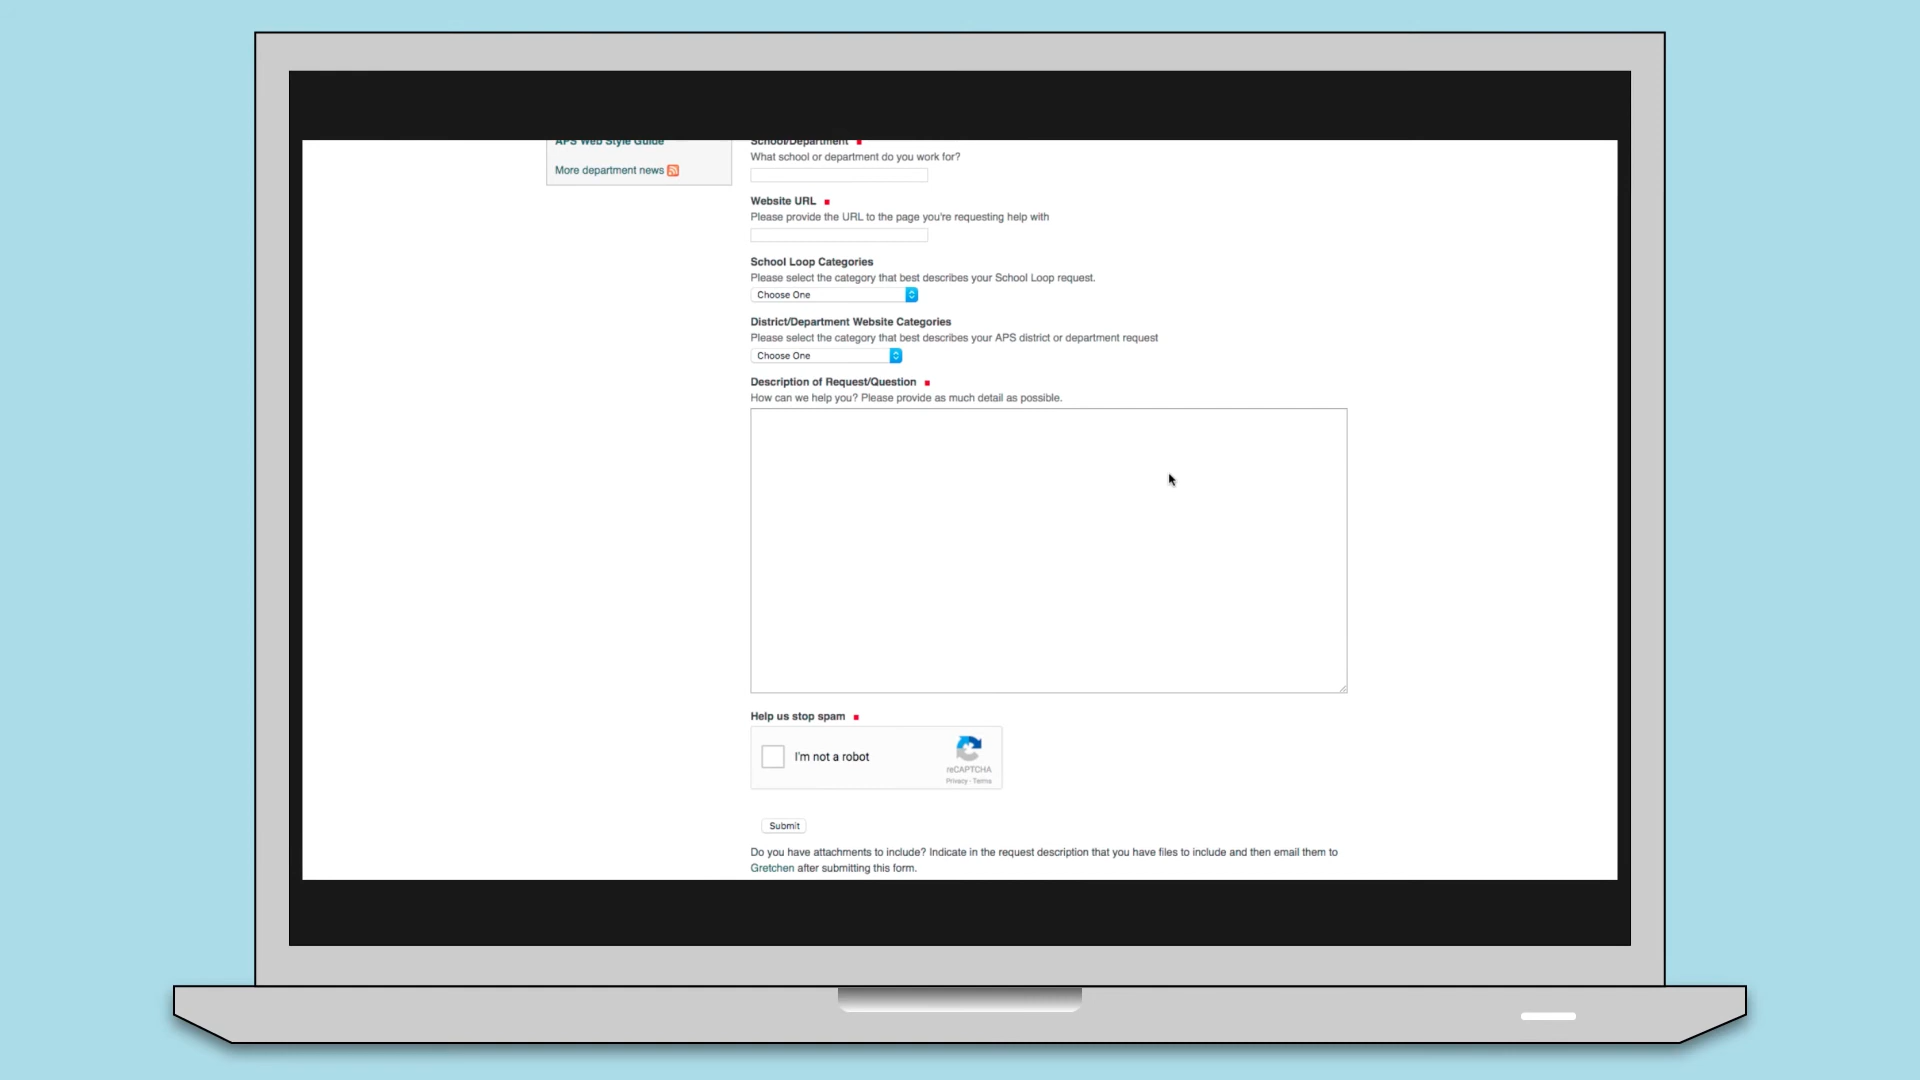 APS Web Style Guide
More department news
School/Department
What school or department do you work for?
Website URL
Please provide the URL to the page you're requesting help with
School Loop Categories
Please select the category that best describes your School Loop request.
Choose One
District/Department Website Categories
Please select the category that best describes your APS district or department request
Choose One
Description of Request/Question
How can we help you? Please provide as much detail as possible.
Help us stop spam
I'm not a robot
reCAPTCHA
Privacy - Terms
Submit
Do you have attachments to include? Indicate in the request description that you have files to include and then email them to
Gretchen after submitting this form.